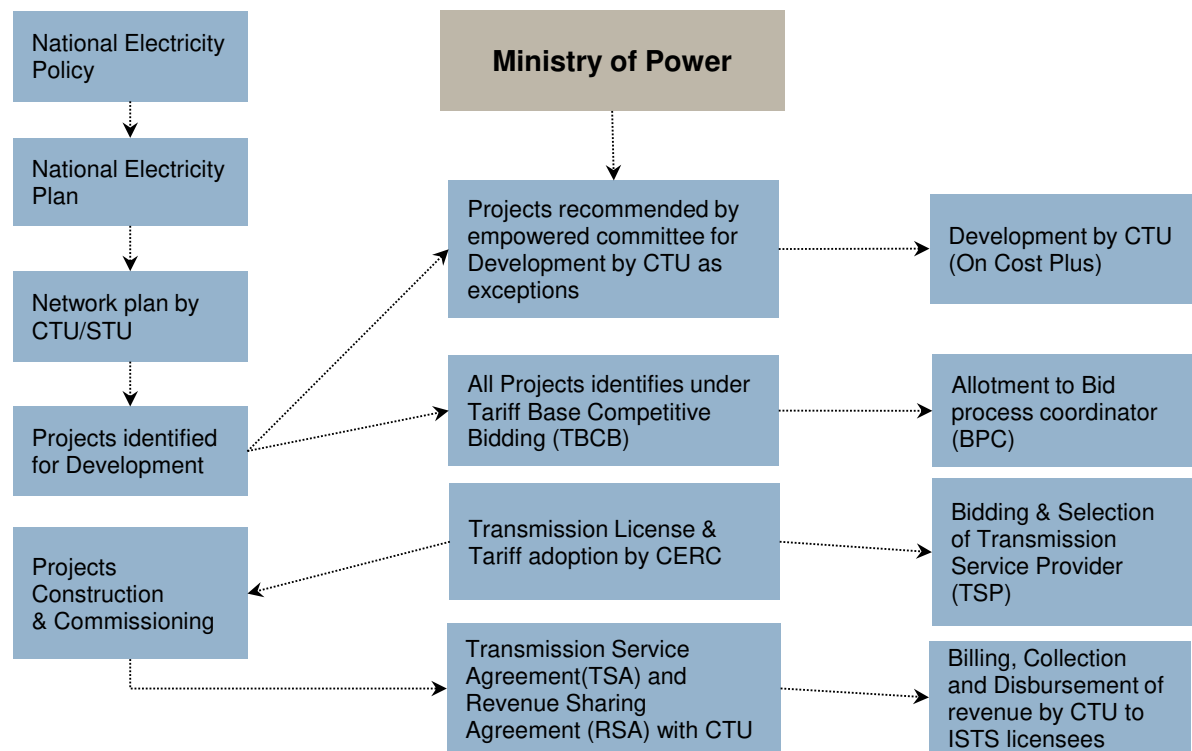 National Electricity
Policy
Ministry of Power
National Electricity
Plan
Projects recommended by
empowered committee for
Development by CTU as
exceptions
Development by CTU
(On Cost Plus)
Network plan by
CTU/STU
All Projects identifies under
Tariff Base Competitive
Bidding (TBCB)
Allotment to Bid
process coordinator
(BPC)
Projects identified
for Development
Transmission License &
Tariff adoption by CERC
Bidding & Selection
of Transmission
Service Provider
(TSP)
Projects
Construction
& Commissioning
Transmission Service
Agreement(TSA) and
Revenue Sharing
Agreement (RSA) with CTU
Billing, Collection
and Disbursement of
revenue by CTU to
ISTS licensees